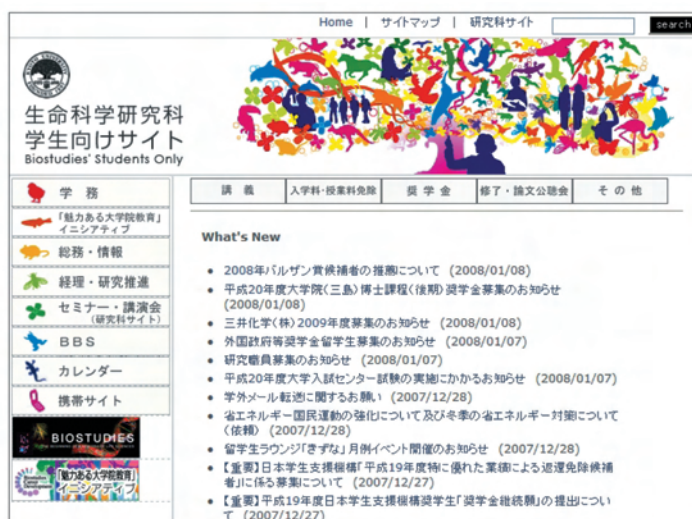 Home | サイトマップ | 研究科サイト
search
生命科学研究科
学生向けサイト
Biostudies' Students Only
学務
「魅力ある大学院教育」
イニシアティブ
総務・情報
経理・研究推進
セミナー・講演会
(研究科サイト)
BBS
カレンダー
携帯サイト
BIOSTUDIES
「魅力ある大学院教育」
イニシアティブ
講義
入学料・授業料免除
奨学金
修了・論文公聴会
その他
What's New
2008年バルザン賞候補者の推薦について (2008/01/08)
平成20年度大学院〈三島〉博士課程〈後期〉奨学金募集のお知らせ
(2008/01/08)
三井化学(株)2009年度募集のお知らせ (2008/01/08)
外国政府等奨学金留学生募集のお知らせ (2008/01/07)
研究職員募集のお知らせ (2008/01/07)
平成20年度大学入試センター試験の実施にかかるお知らせ (2008/01/07)
学外メール転送に関するお願い (2007/12/28)
省エネルギー国民運動の強化について及び冬季の省エネルギー対策について
〈依頼〉 (2007/12/28)
留学生ラウンジ「きずな」月例イベント開催のお知らせ (2007/12/28)
【重要】日本学生支援機構「平成19年度特に優れた業績による返還免除候補
者」に係る募集について (2007/12/27)
【重要】平成19年度日本学生支援機構奨学生「奨学金継続願」の提出につい
て (2007/12/27)